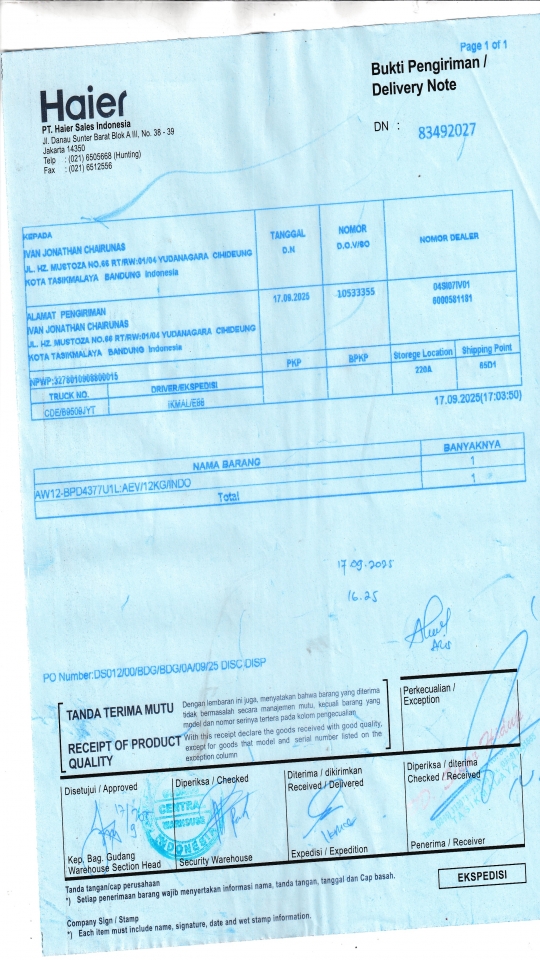 Page 1 of 1
Bukti Pengiriman /
Delivery Note
DN : 83492027
Haier
PT. Haier Sales Indonesia
Jl. Danau Sunter Barat Blok A III, No. 38 - 39
Jakarta 14350
Telp : (021) 6505668 (Hunting)
Fax : (021) 6512556
KEPADA
IVAN JONATHAN CHAIRUNAS
JL. HZ. MUSTOZA NO.66 RT/RW:01/04 YUDANAGARA CIHIDEUNG
KOTA TASIKMALAYA BANDUNG Indonesia
TANGGAL
D.N
NOMOR
D.O.V/SO
NOMOR DEALER
ALAMAT PENGIRIMAN
IVAN JONATHAN CHAIRUNAS
JL. HZ. MUSTOZA NO.66 RT/RW:01/04 YUDANAGARA CIHIDEUNG
KOTA TASIKMALAYA BANDUNG Indonesia
17.09.2025
10533355
04SI07IV01
6000581181
PKP
BPKP
Storege Location
Shipping Point
220A
65D1
NPWP:
TRUCK NO.
DRIVER/EKSPEDISI
CDE/B9509JYT
IKMAL/E66
17.09.2025(17:03:50)
NAMA BARANG
BANYAKNYA
AW12-BPD4377U1L:AEV/12KG/INDO
1
Total
1
17 09.2025
16.25
PO Number:DS012/00/BDG/BDG/0A/09/25 DISC DISP
TANDA TERIMA MUTU
Dengan lembaran ini juga, menyatakan bahwa barang yang diterima
tidak bermasalah secara manajemen mutu, kepuali barang yang
model dan nomor serinya tertera pada kolom pengecualian
RECEIPT OF PRODUCT
QUALITY
With this receipt declare the goods received with good quality,
except for goods that model and serial number listed on the
exception column
Perkecualian /
Exception
Disetujui / Approved
Diperiksa / Checked
Diterima / dikirimkan
Received / Delivered
Diperiksa / diterima
Checked / Received
CENTRAL
WAREHOUSE
INDONESIA
Kep. Bag. Gudang
Warehouse Section Head
Security Warehouse
Expedisi / Expedition
Penerima / Receiver
Tanda tangan/cap perusahaan
*) Setiap penerimaan barang wajib menyertakan informasi nama, tanda tangan, tanggal dan Cap basah.
EKSPEDISI
Company Sign / Stamp
*) Each item must include name, signature, date and wet stamp information.